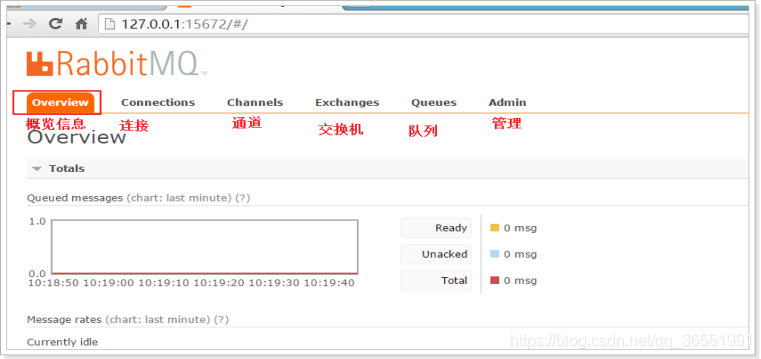 127.0.0.1:15672/#/
RabbitMQ™
Overview Connections Channels Exchanges Queues Admin
概览信息 连接 通道 交换机 队列 管理
Overview
Totals
Queued messages (chart: last minute) (?)
1.0
0.0
10:18:50 10:19:00 10:19:10 10:19:20 10:19:30 10:19:40
Ready 0 msg
Unacked 0 msg
Total 0 msg
Message rates (chart: last minute) (?)
Currently idle
https://blog.csdn.net/qq_36551991